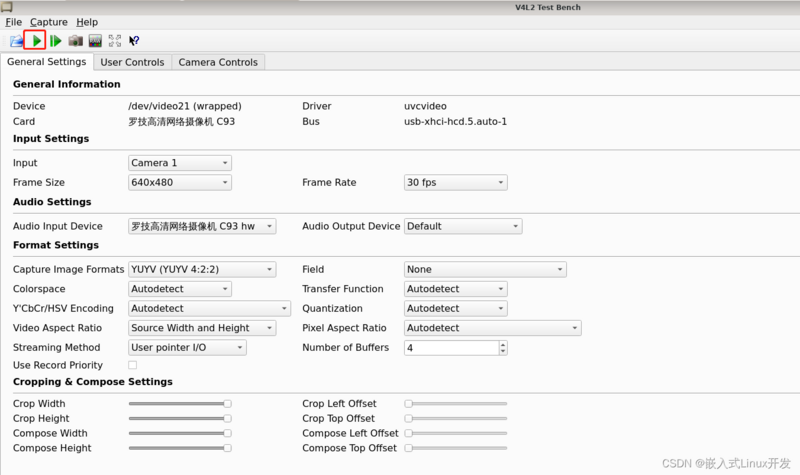 V4L2 Test Bench
File Capture Help
General Settings User Controls Camera Controls
General Information
Device /dev/video21 (wrapped) Driver uvcvideo
Card 罗技高清网络摄像机 C93 Bus usb-xhci-hcd.5.auto-1
Input Settings
Input Camera 1
Frame Size 640x480 Frame Rate 30 fps
Audio Settings
Audio Input Device 罗技高清网络摄像机 C93 hw Audio Output Device Default
Format Settings
Capture Image Formats YUYV (YUYV 4:2:2) Field None
Colorspace Autodetect Transfer Function Autodetect
Y'CbCr/HSV Encoding Autodetect Quantization Autodetect
Video Aspect Ratio Source Width and Height Pixel Aspect Ratio Autodetect
Streaming Method User pointer I/O Number of Buffers 4
Use Record Priority
Cropping & Compose Settings
Crop Width Crop Left Offset
Crop Height Crop Top Offset
Compose Width Compose Left Offset
Compose Height Compose Top Offset
CSDN @嵌入式Linux开发